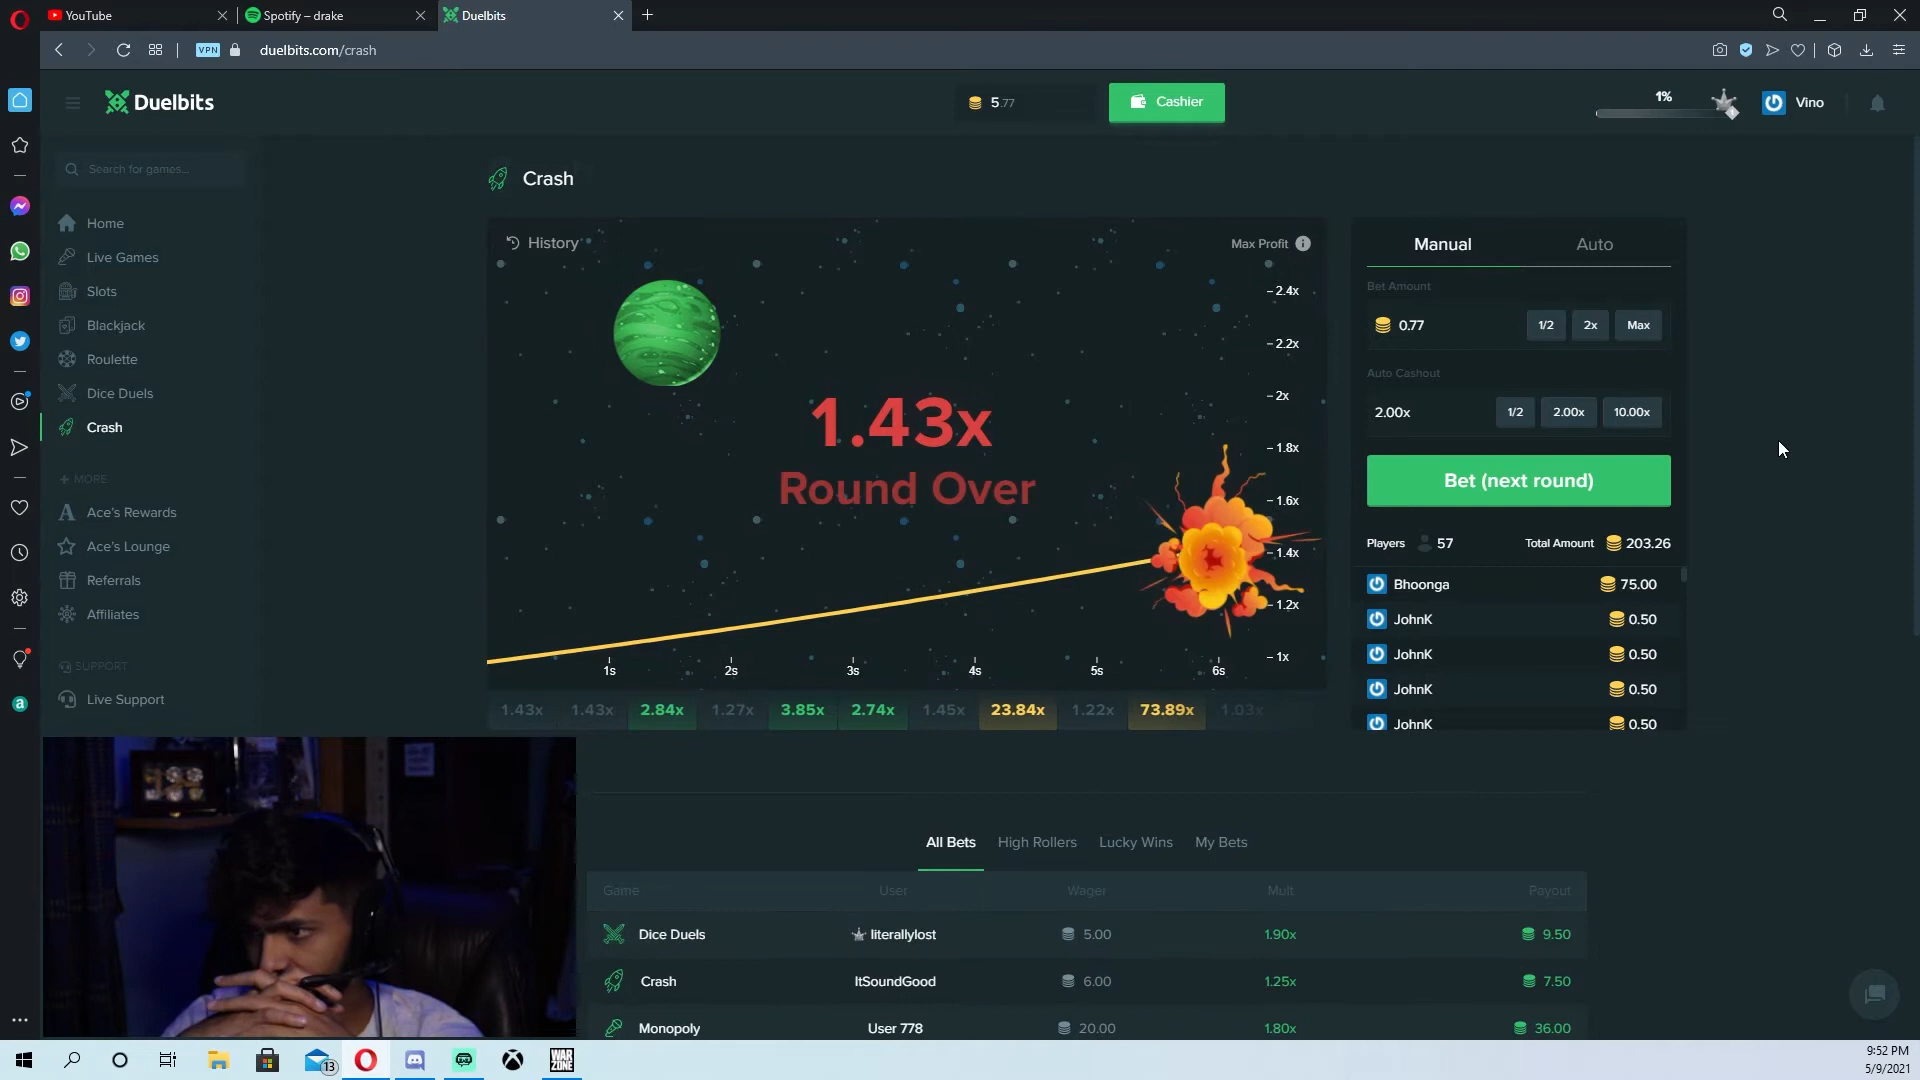 YouTube
Spotify – drake
Duelbits
VPN
duelbits.com/crash
Duelbits
5.77
Cashier
1%
Vino
Search for games...
Home
Live Games
Slots
Blackjack
Roulette
Dice Duels
Crash
+ MORE
Ace's Rewards
Ace's Lounge
Referrals
Affiliates
SUPPORT
Live Support
Crash
History
Max Profit
2.4x
2.2x
2x
1.8x
1.6x
1.4x
1.2x
1x
1.43x
Round Over
1s 2s 3s 4s 5s 6s
1.43x 1.43x 2.84x 1.27x 3.85x 2.74x 1.45x 23.84x 1.22x 73.89x 1.03x
Manual Auto
Bet Amount
0.77 1/2 2x Max
Auto Cashout
2.00x 1/2 2.00x 10.00x
Bet (next round)
Players 57 Total Amount 203.26
Bhoonga 75.00
JohnK 0.50
JohnK 0.50
JohnK 0.50
JohnK 0.50
All Bets High Rollers Lucky Wins My Bets
Game User Wager Mult Payout
Dice Duels literallylost 5.00 1.90x 9.50
Crash ItSoundGood 6.00 1.25x 7.50
Monopoly User 778 20.00 1.80x 36.00
13
WAR
ZONE
9:52 PM
5/9/2021